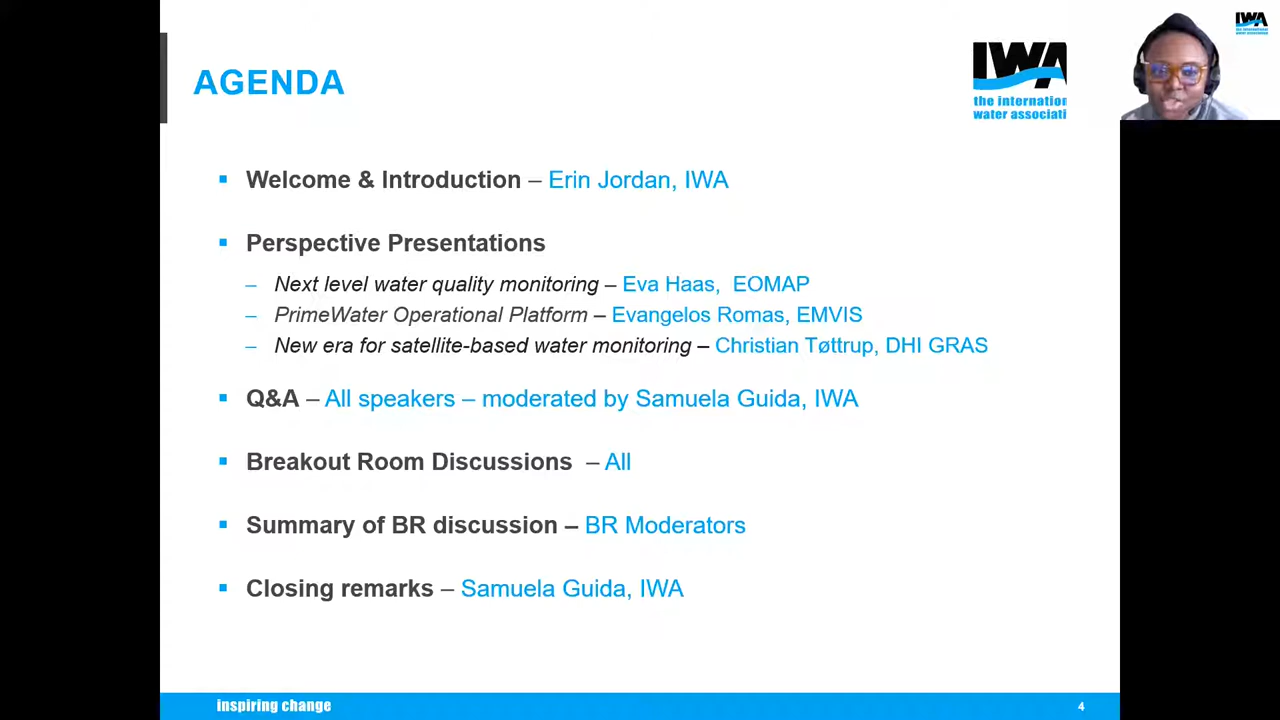 AGENDA
IWA
the internation
water associati
IWA
Welcome & Introduction – Erin Jordan, IWA
Perspective Presentations
– Next level water quality monitoring – Eva Haas, EOMAP
– PrimeWater Operational Platform – Evangelos Romas, EMVIS
– New era for satellite-based water monitoring – Christian Tøttrup, DHI GRAS
Q&A – All speakers – moderated by Samuela Guida, IWA
Breakout Room Discussions – All
Summary of BR discussion – BR Moderators
Closing remarks – Samuela Guida, IWA
inspiring change
4